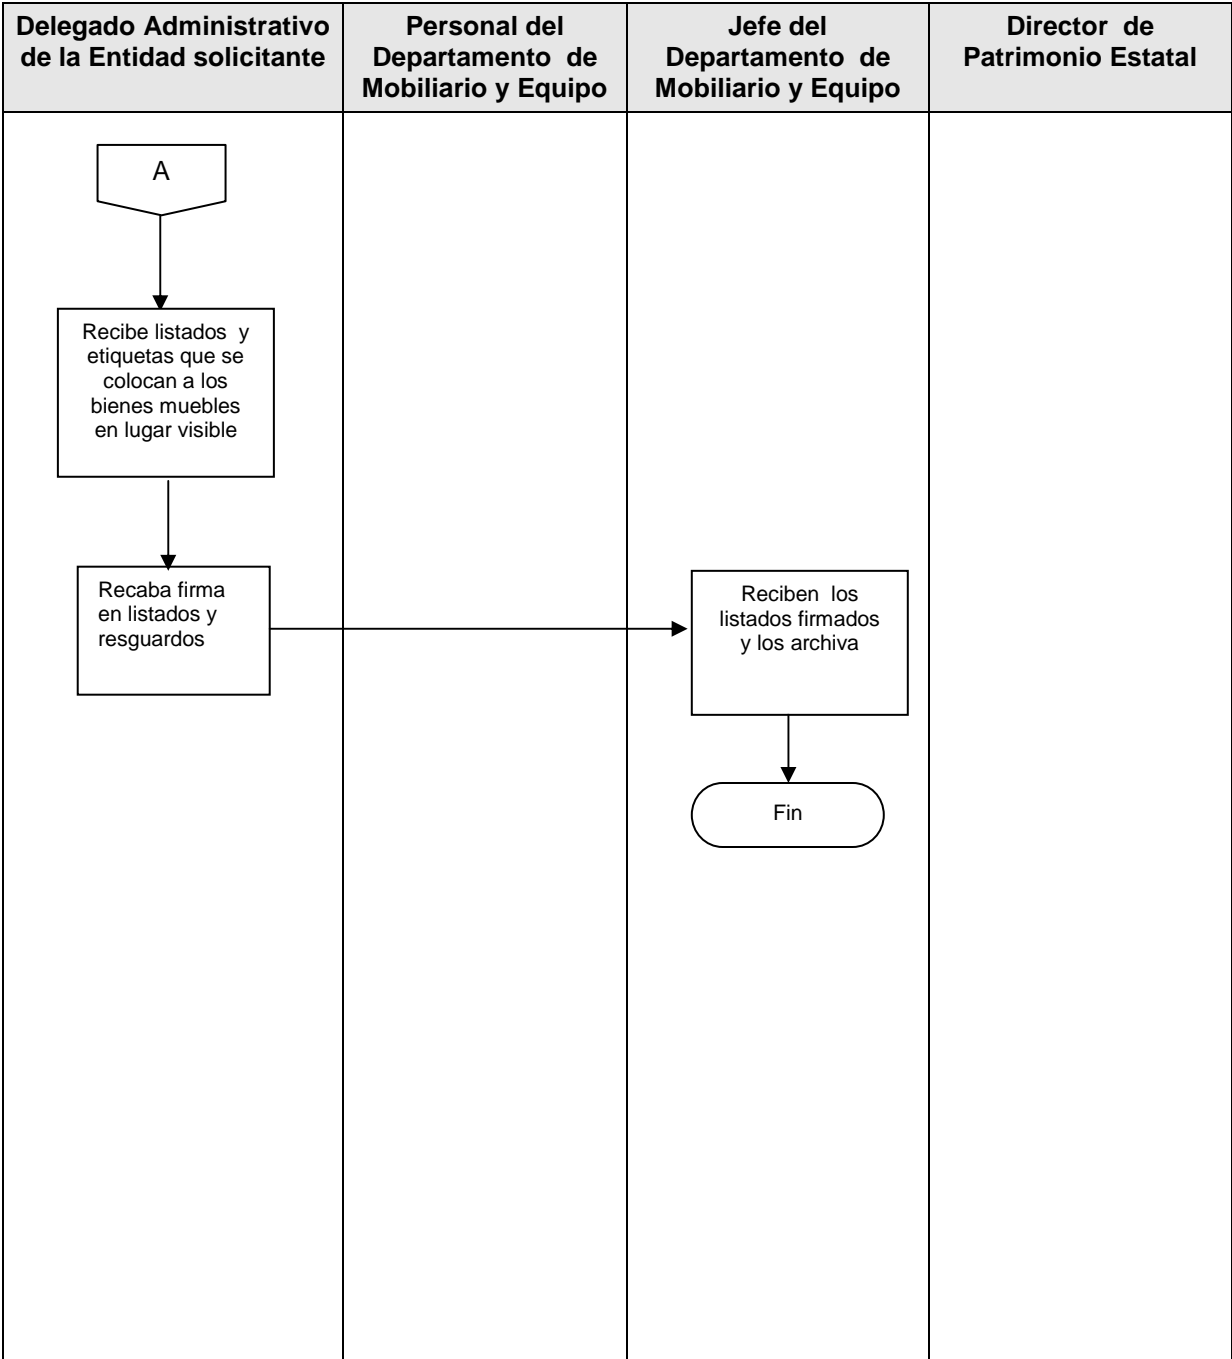 Delegado Administrativo
de la Entidad solicitante
Personal del
Departamento de
Mobiliario y Equipo
Jefe del
Departamento de
Mobiliario y Equipo
Director de
Patrimonio Estatal
A
Recibe listados y
etiquetas que se
colocan a los
bienes muebles
en lugar visible
Recaba firma
en listados y
resguardos
Reciben los
listados firmados
y los archiva
Fin